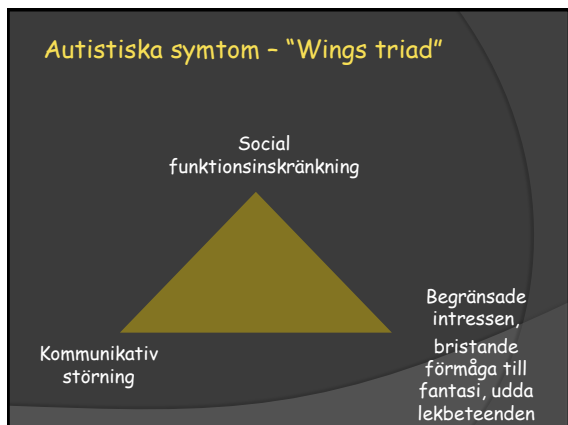 Autistiska symtom – “Wings triad”
Social
funktionsinskränkning
Kommunikativ
störning
Begränsade
intressen,
bristande
förmåga till
fantasi, udda
lekbeteenden